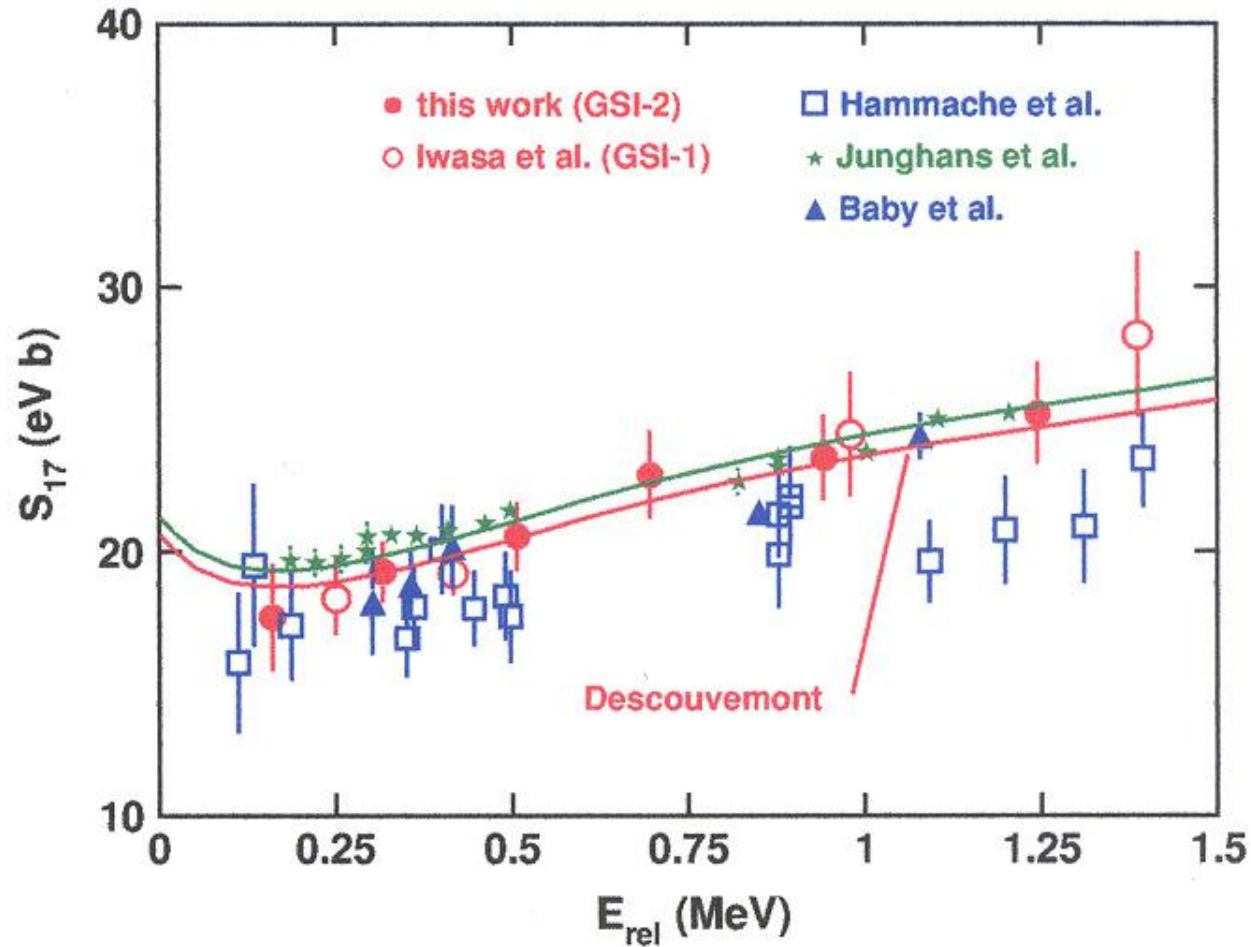 40
30
20
10
S17 (eV b)
this work (GSI-2)
Iwasa et al. (GSI-1)
Hammache et al.
Junghans et al.
Baby et al.
Descouvemont
0 0.25 0.5 0.75 1 1.25 1.5
Erel (MeV)